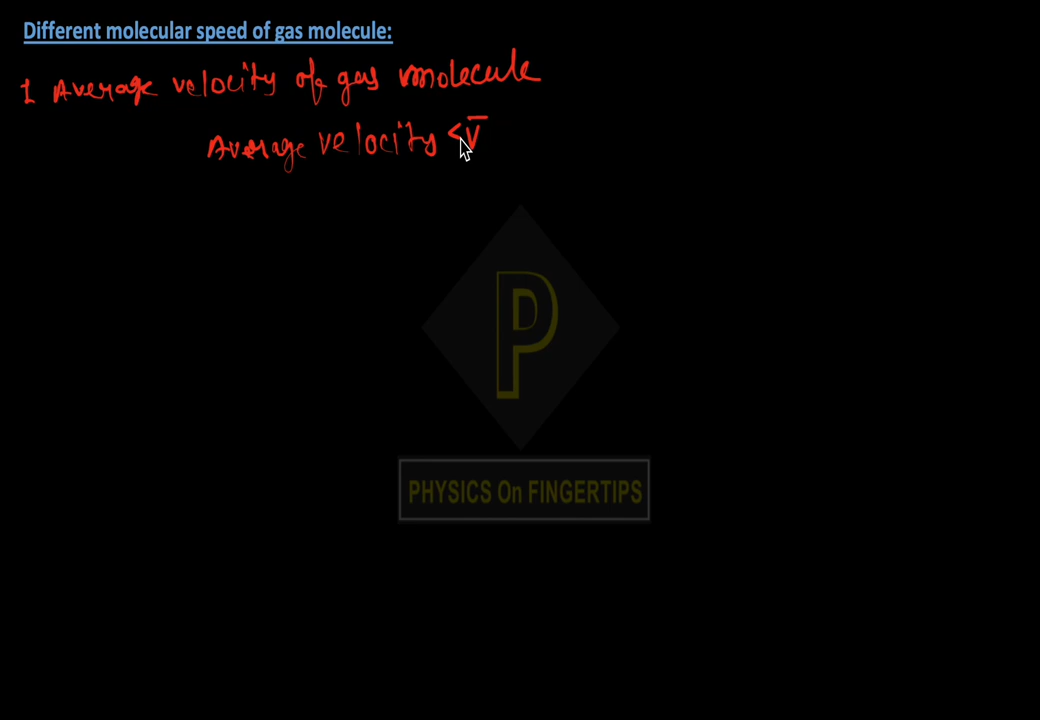 Different molecular speed of gas molecule:
1 Average velocity of gas molecule
Average velocity <v̅
P
PHYSICS On FINGERTIPS